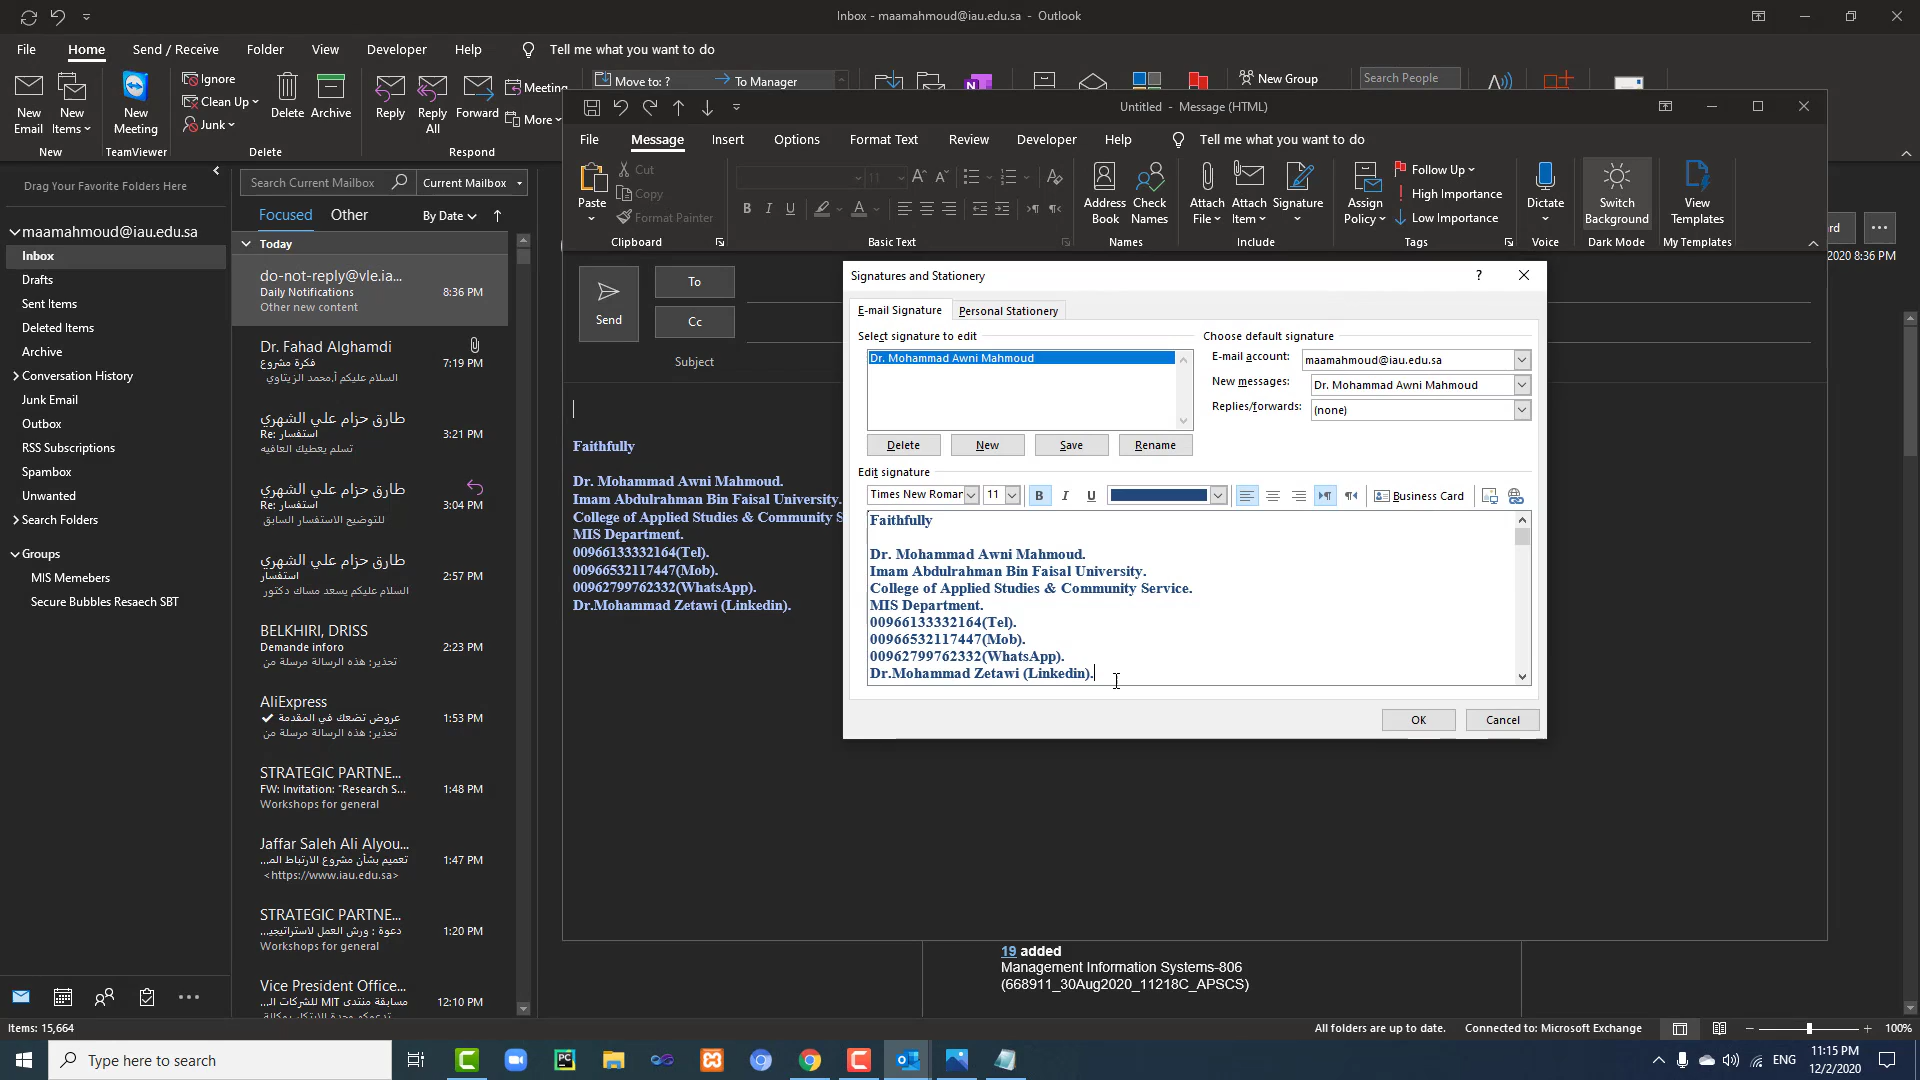 Inbox - maamahmoud@iau.edu.sa - Outlook
File Home Send / Receive Folder View Developer Help Tell me what you want to do
New Email
New Items
New Meeting
Ignore
Clean Up
Junk
Delete
Archive
Reply
Reply All
Forward
Meeting
More
Move to: ?
To Manager
New Group
Search People
New
TeamViewer
Delete
Respond
Drag Your Favorite Folders Here
maamahmoud@iau.edu.sa
Inbox
Drafts
Sent Items
Deleted Items
Archive
Conversation History
Junk Email
Outbox
RSS Subscriptions
Spambox
Unwanted
Search Folders
Groups
MIS Memebers
Secure Bubbles Resaech SBT
Search Current Mailbox
Current Mailbox
Focused Other By Date
Today
do-not-reply@vle.ia...
Daily Notifications 8:36 PM
Other new content
Dr. Fahad Alghamdi
فكرة مشروع 7:19 PM
السلام عليكم أ.محمد الزيتاوي
طارق حزام علي الشهري
Re: استفسار 3:21 PM
تسلم يعطيك العافيه
طارق حزام علي الشهري
Re: استفسار 3:04 PM
للتوضيح الاستفسار السابق
طارق حزام علي الشهري
استفسار 2:57 PM
السلام عليكم يسعد مساك دكتور
BELKHIRI, DRISS
Demande inforo 2:23 PM
تحذير: هذه الرسالة مرسلة من
AliExpress
عروض تضعك في المقدمة 1:53 PM
تحذير: هذه الرسالة مرسلة من
STRATEGIC PARTNE...
FW: Invitation: "Research S... 1:48 PM
Workshops for general
Jaffar Saleh Ali Alyou...
تعميم بشأن مشروع الارتباط الم... 1:47 PM
<https://www.iau.edu.sa>
STRATEGIC PARTNE...
دعوة : ورش العمل لاستراتيجي... 1:20 PM
Workshops for general
Vice President Office...
مسابقة منتدى MIT للشركات ال... 12:10 PM
Untitled - Message (HTML)
File Message Insert Options Format Text Review Developer Help Tell me what you want to do
Paste
Cut
Copy
Format Painter
11
B I U
Address Book
Check Names
Attach File
Attach Item
Signature
Assign Policy
Follow Up
High Importance
Low Importance
Dictate
Switch Background
View Templates
Clipboard
Basic Text
Names
Include
Tags
Voice
Dark Mode
My Templates
rd
2020 8:36 PM
Send
To
Cc
Subject
Faithfully
Dr. Mohammad Awni Mahmoud.
Imam Abdulrahman Bin Faisal University.
College of Applied Studies & Community S
MIS Department.
00966133332164(Tel).
00966532117447(Mob).
00962799762332(WhatsApp).
Dr.Mohammad Zetawi (Linkedin).
Signatures and Stationery
?
E-mail Signature
Personal Stationery
Select signature to edit
Dr. Mohammad Awni Mahmoud
Delete New Save Rename
Choose default signature
E-mail account: maamahmoud@iau.edu.sa
New messages: Dr. Mohammad Awni Mahmoud
Replies/forwards: (none)
Edit signature
Times New Roman 11 B I U Business Card
Faithfully
Dr. Mohammad Awni Mahmoud.
Imam Abdulrahman Bin Faisal University.
College of Applied Studies & Community Service.
MIS Department.
00966133332164(Tel).
00966532117447(Mob).
00962799762332(WhatsApp).
Dr.Mohammad Zetawi (Linkedin).
OK Cancel
19 added
Management Information Systems-806
(668911_30Aug2020_11218C_APSCS)
Items: 15,664
All folders are up to date. Connected to: Microsoft Exchange 100%
Type here to search
ENG
11:15 PM
12/2/2020